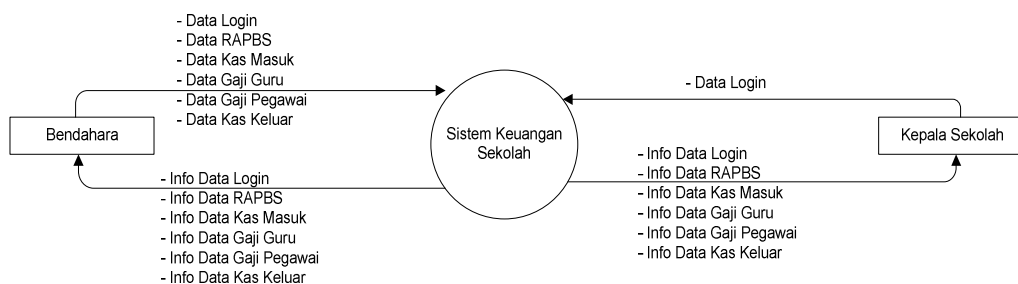 - Data Login
- Data RAPBS
- Data Kas Masuk
- Data Gaji Guru
- Data Gaji Pegawai
- Data Kas Keluar
Bendahara
- Info Data Login
- Info Data RAPBS
- Info Data Kas Masuk
- Info Data Gaji Guru
- Info Data Gaji Pegawai
- Info Data Kas Keluar
Sistem Keuangan
Sekolah
- Data Login
Kepala Sekolah
- Info Data Login
- Info Data RAPBS
- Info Data Kas Masuk
- Info Data Gaji Guru
- Info Data Gaji Pegawai
- Info Data Kas Keluar